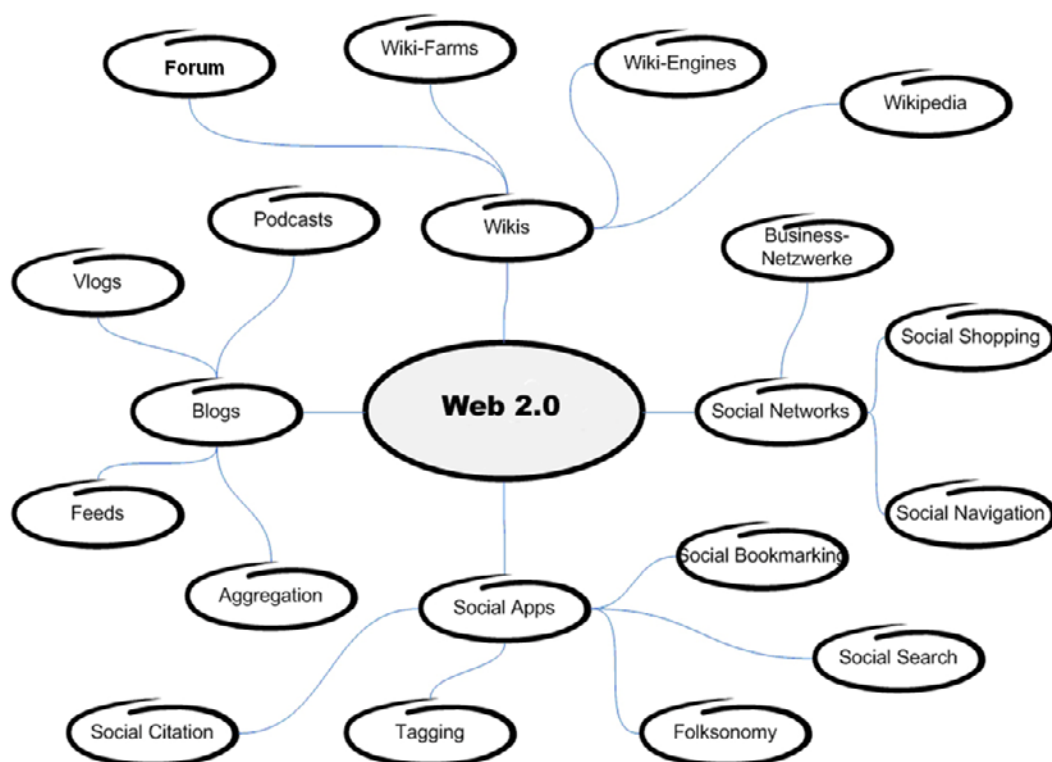 Forum
Wiki-Farms
Wiki-Engines
Wikipedia
Podcasts
Wikis
Business-
Netzwerke
Vlogs
Social Shopping
Blogs
Web 2.0
Social Networks
Feeds
Social Navigation
Social Bookmarking
Aggregation
Social Apps
Social Search
Social Citation
Tagging
Folksonomy